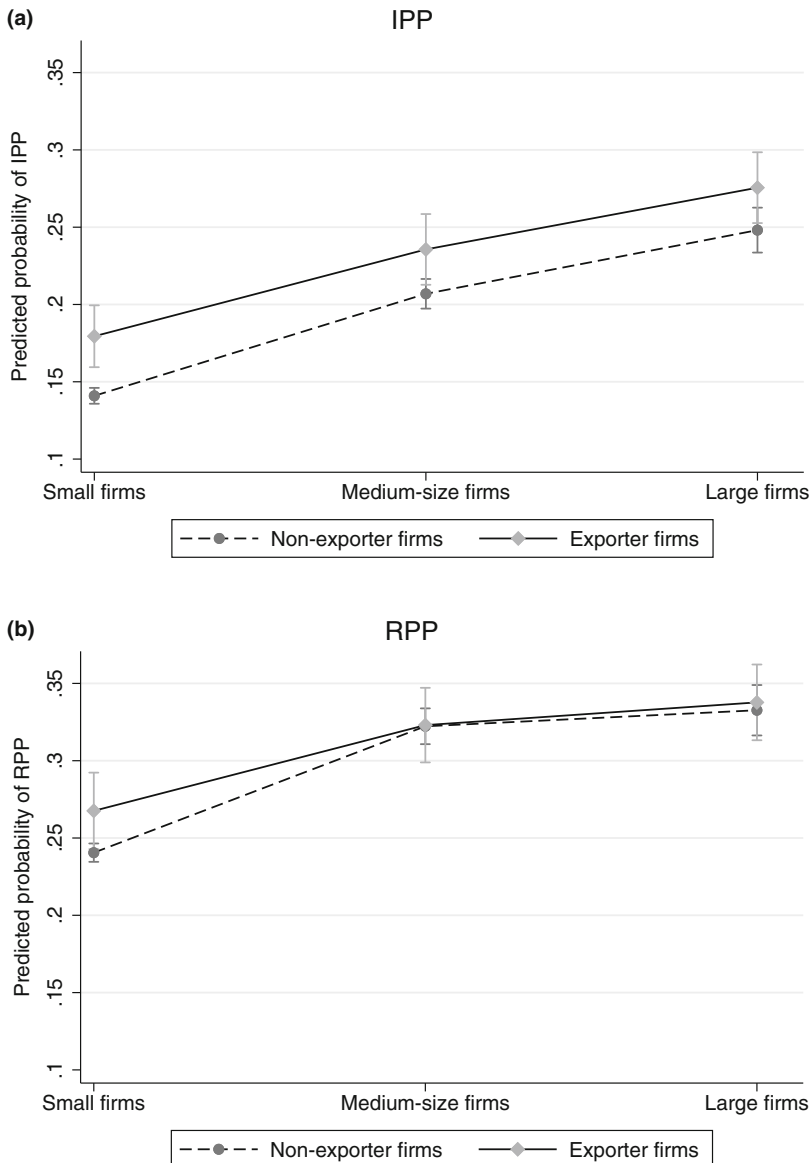 (a)
IPP
Predicted probability of IPP
.35
.3
.25
.2
.15
.1
Small firms
Medium-size firms
Large firms
Non-exporter firms
Exporter firms
(b)
RPP
Predicted probability of RPP
.35
.3
.25
.2
.15
.1
Small firms
Medium-size firms
Large firms
Non-exporter firms
Exporter firms